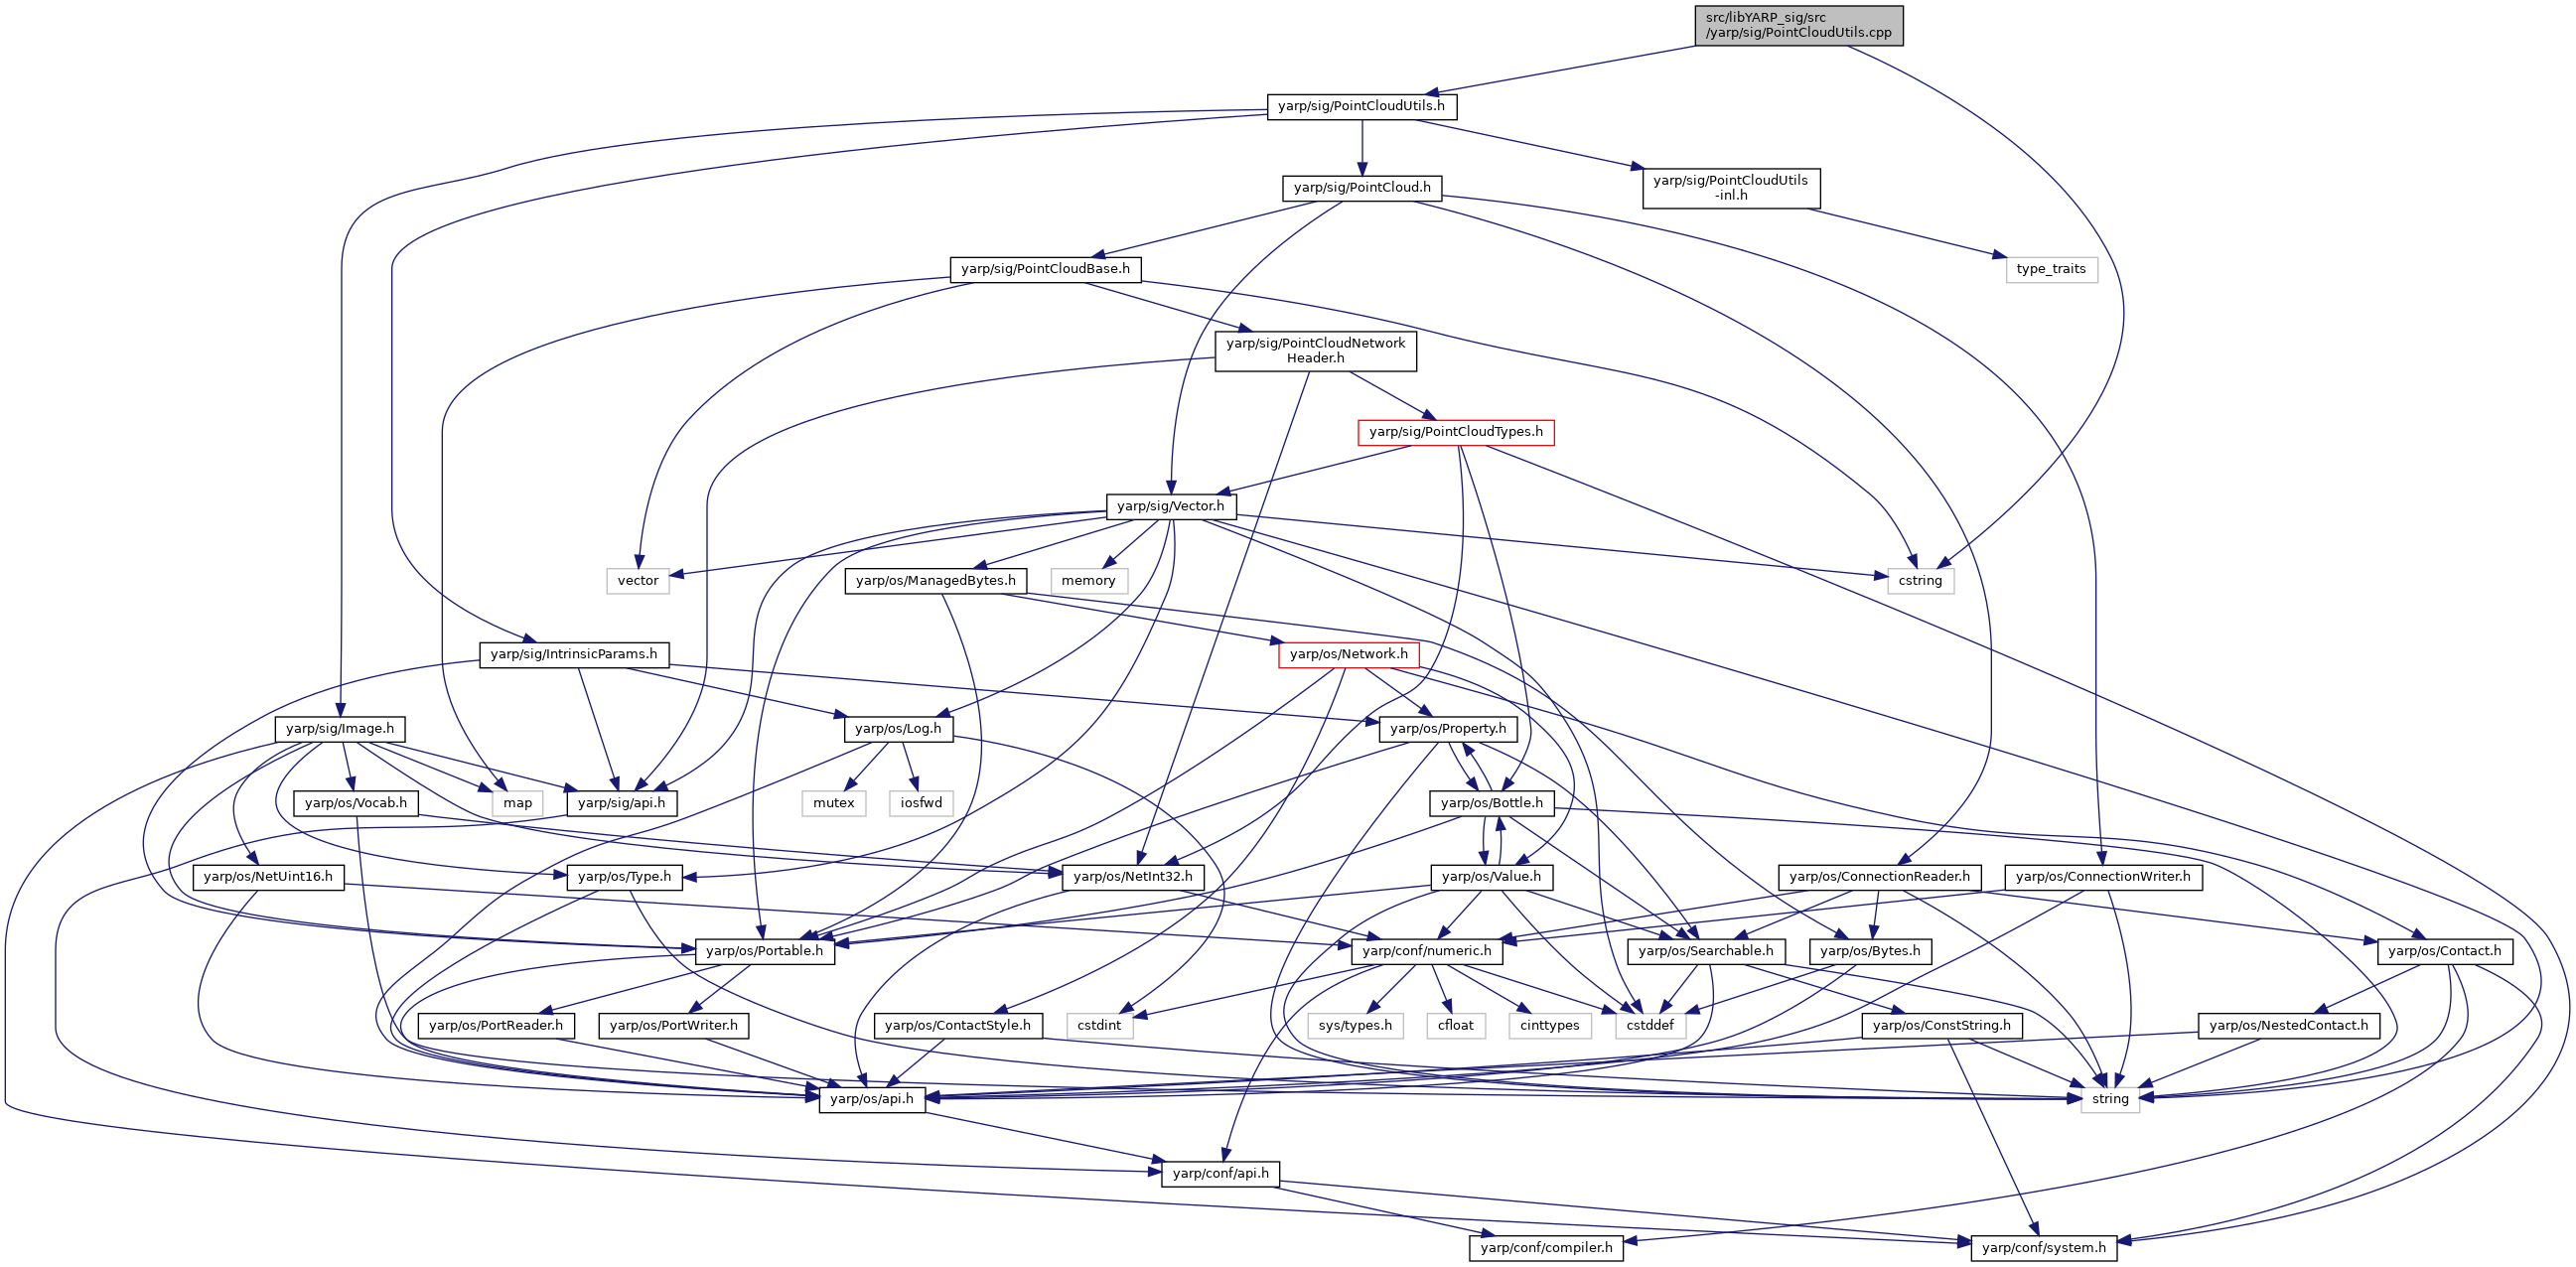 src/libYARP_sig/src
/yarp/sig/PointCloudUtils.cpp
yarp/sig/PointCloudUtils.h
yarp/sig/PointCloud.h
yarp/sig/PointCloudUtils
-inl.h
yarp/sig/PointCloudBase.h
type_traits
yarp/sig/PointCloudNetwork
Header.h
yarp/sig/PointCloudTypes.h
yarp/sig/Vector.h
vector
yarp/os/ManagedBytes.h
memory
cstring
yarp/sig/IntrinsicParams.h
yarp/os/Network.h
yarp/sig/Image.h
yarp/os/Log.h
yarp/os/Property.h
yarp/os/Vocab.h
map
yarp/sig/api.h
mutex
iosfwd
yarp/os/Bottle.h
yarp/os/NetUint16.h
yarp/os/Type.h
yarp/os/NetInt32.h
yarp/os/Value.h
yarp/os/ConnectionReader.h
yarp/os/ConnectionWriter.h
yarp/os/Portable.h
yarp/conf/numeric.h
yarp/os/Searchable.h
yarp/os/Bytes.h
yarp/os/Contact.h
yarp/os/PortReader.h
yarp/os/PortWriter.h
yarp/os/ContactStyle.h
cstdint
sys/types.h
cfloat
cinttypes
cstddef
yarp/os/ConstString.h
yarp/os/NestedContact.h
yarp/os/api.h
string
yarp/conf/api.h
yarp/conf/compiler.h
yarp/conf/system.h